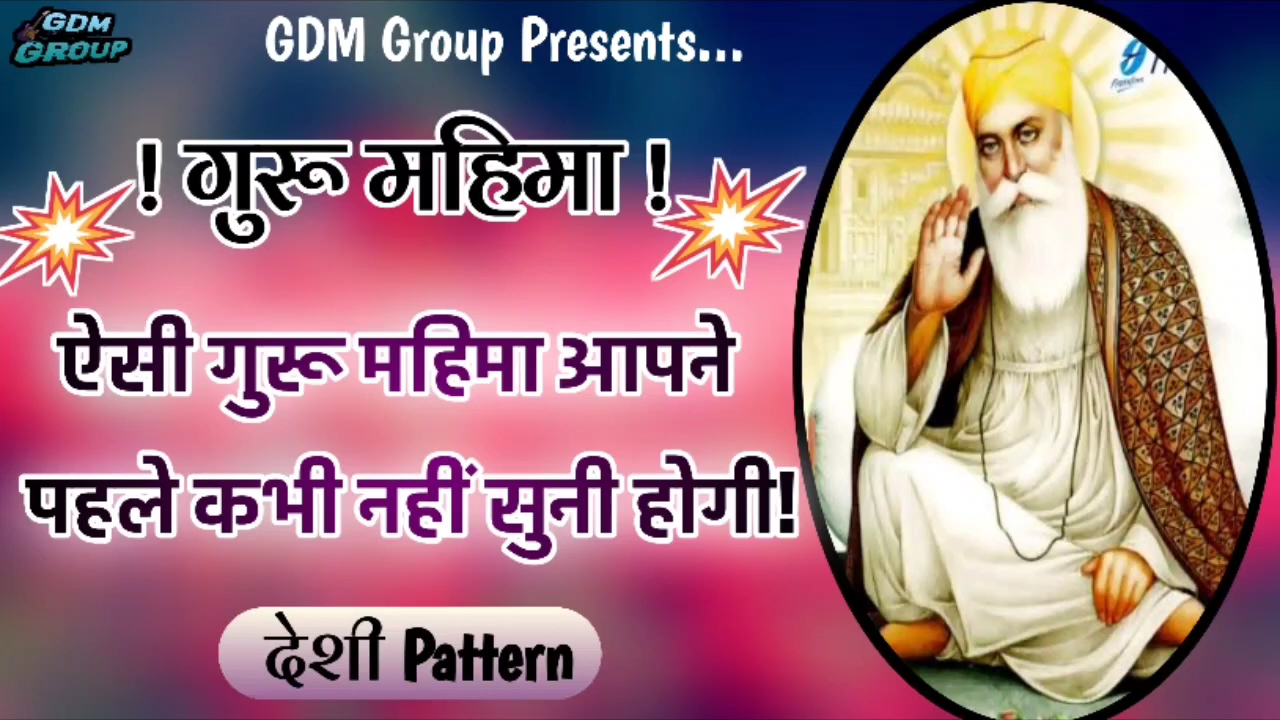 GDM
GROUP
GDM Group Presents...
! गुरू महिमा !
ऐसी गुरू महिमा आपने
पहले कभी नहीं सुनी होगी!
देशी Pattern